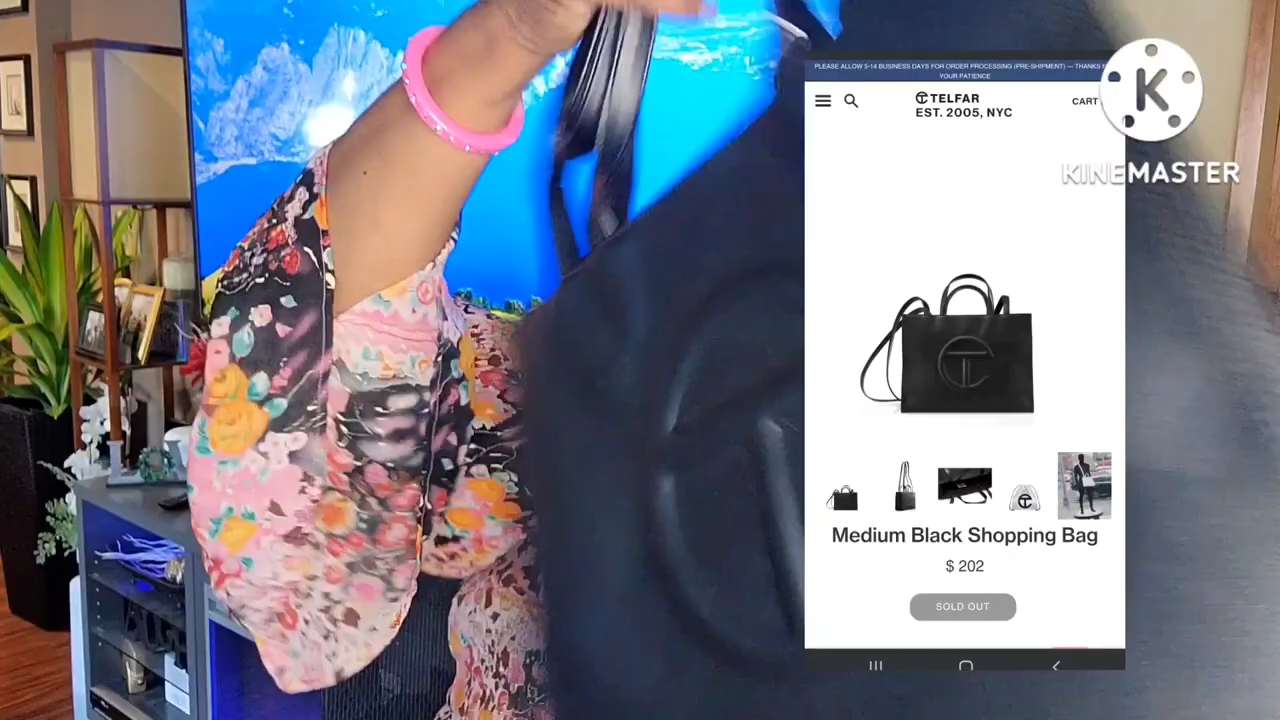 PLEASE ALLOW 5-14 BUSINESS DAYS FOR ORDER PROCESSING (PRE-SHIPMENT) — THANKS
YOUR PATIENCE
TELFAR
EST. 2005, NYC
CART
K
KINEMASTER
Medium Black Shopping Bag
$ 202
SOLD OUT